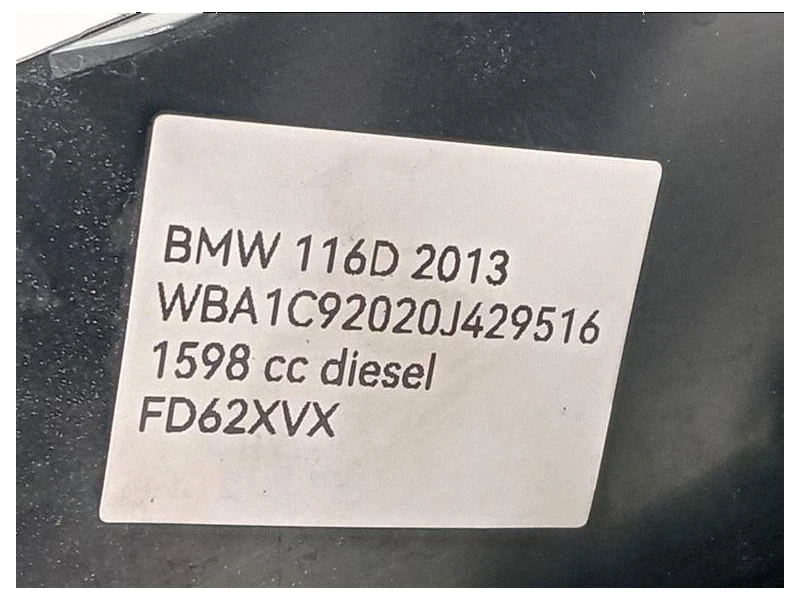 BMW 116D 2013
WBA1C92020J429516
1598 cc diesel
FD62XVX